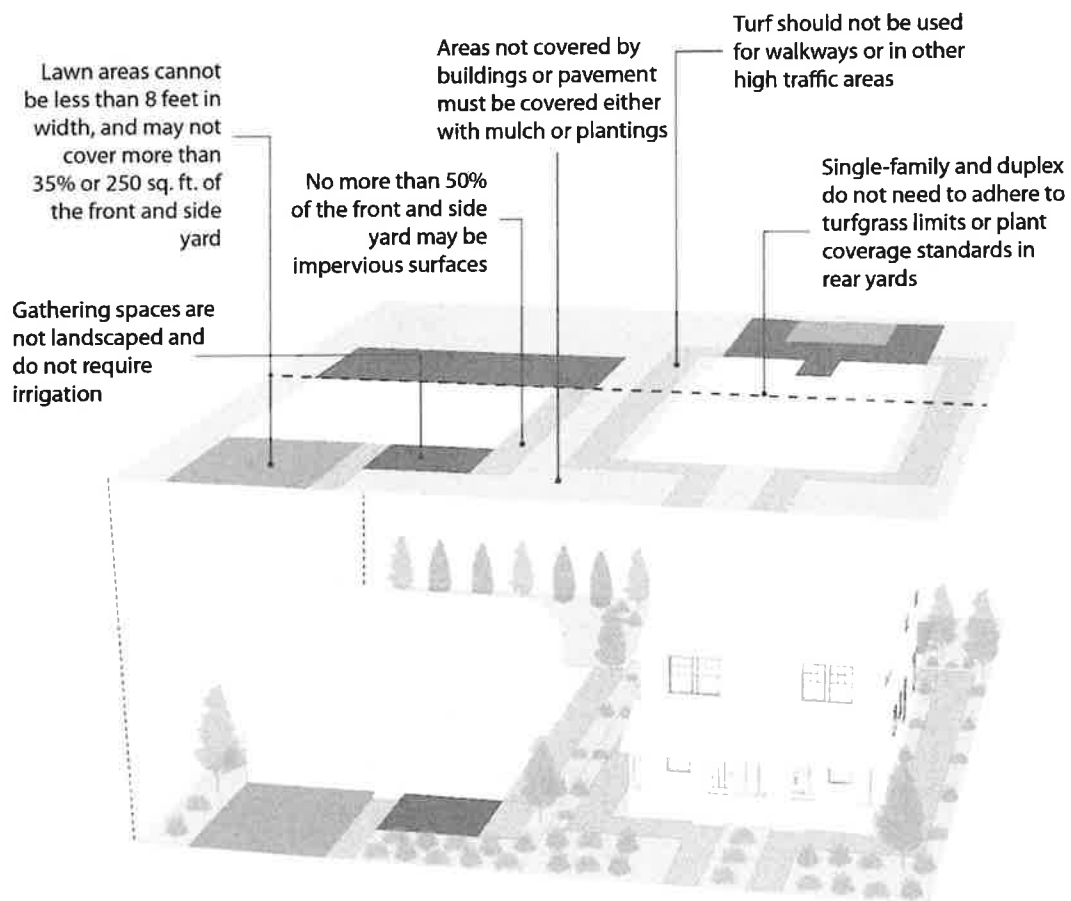 Lawn areas cannot
be less than 8 feet in
width, and may not
cover more than
35% or 250 sq. ft. of
the front and side
yard
Gathering spaces are
not landscaped and
do not require
irrigation
No more than 50%
of the front and side
yard may be
impervious surfaces
Areas not covered by
buildings or pavement
must be covered either
with mulch or plantings
Turf should not be used
for walkways or in other
high traffic areas
Single-family and duplex
do not need to adhere to
turfgrass limits or plant
coverage standards in
rear yards